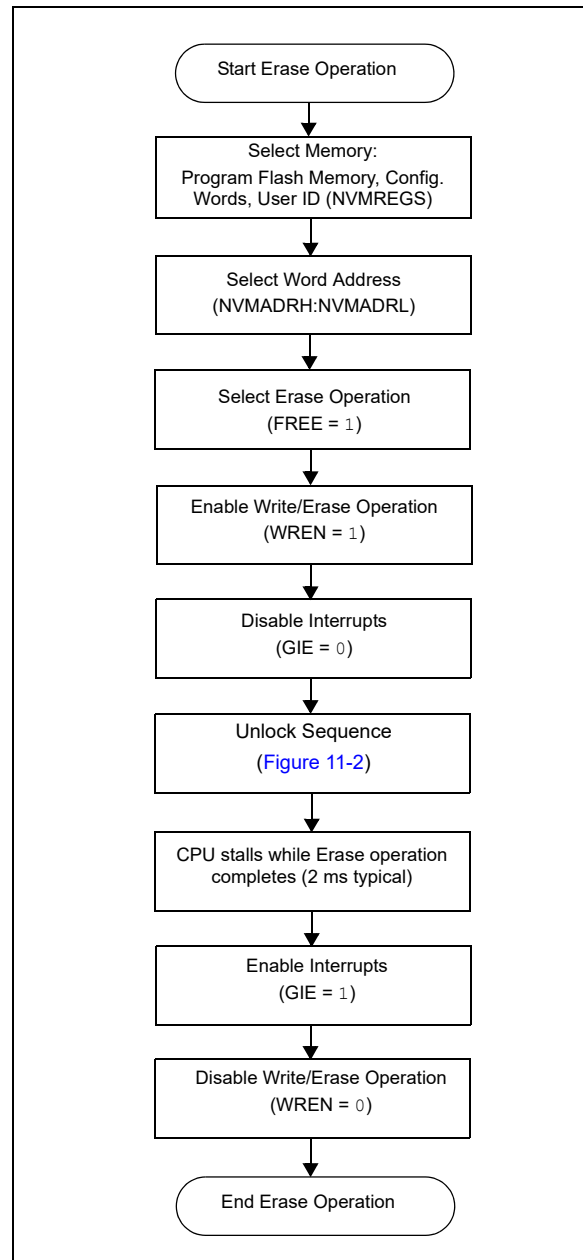 Start Erase Operation
Select Memory:
Program Flash Memory, Config.
Words, User ID (NVMREGS)
Select Word Address
(NVMADRH:NVMADRL)
Select Erase Operation
(FREE = 1)
Enable Write/Erase Operation
(WREN = 1)
Disable Interrupts
(GIE = 0)
Unlock Sequence
(Figure 11-2)
CPU stalls while Erase operation
completes (2 ms typical)
Enable Interrupts
(GIE = 1)
Disable Write/Erase Operation
(WREN = 0)
End Erase Operation